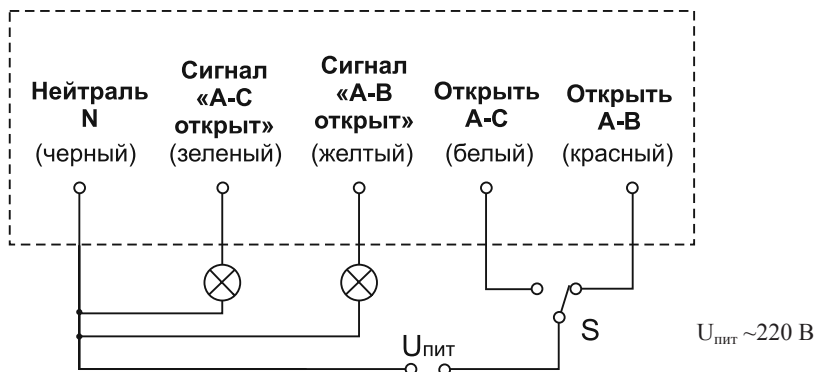 Нейтраль
N
(черный)
Сигнал
«А-С
открыт»
(зеленый)
Сигнал
«А-В
открыт»
(желтый)
Открыть
А-С
(белый)
Открыть
А-В
(красный)
S
Uпит
Uпит ~220 В